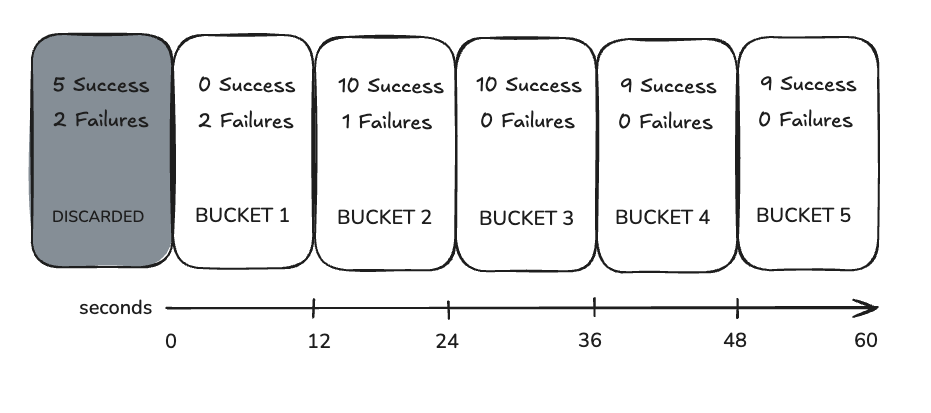 5 Success
2 Failures
DISCARDED
0 Success
2 Failures
BUCKET 1
10 Success
1 Failures
BUCKET 2
10 Success
0 Failures
BUCKET 3
9 Success
0 Failures
BUCKET 4
9 Success
0 Failures
BUCKET 5
seconds
0 12 24 36 48 60